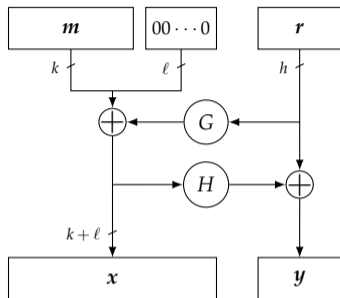 m 00···0 r
k ℓ h
G
H
k + ℓ
x y